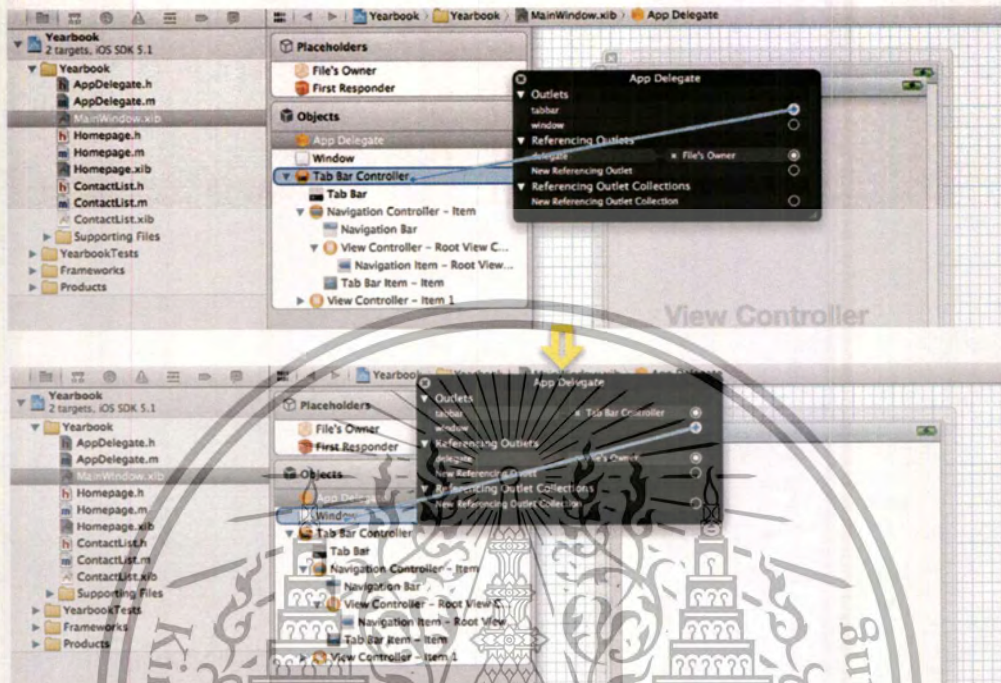 Yearbook > Yearbook > MainWindow.xib > App Delegate
Yearbook
2 targets, iOS SDK 5.1
Yearbook
AppDelegate.h
AppDelegate.m
MainWindow.xib
Homepage.h
Homepage.m
Homepage.xib
ContactList.h
ContactList.m
ContactList.xib
Supporting Files
YearbookTests
Frameworks
Products
Placeholders
File's Owner
First Responder
Objects
App Delegate
Window
Tab Bar Controller
Tab Bar
Navigation Controller - Item
Navigation Bar
View Controller - Root View C...
Navigation Item - Root View...
Tab Bar Item - Item
View Controller - Item 1
App Delegate
Outlets
tabbar
window
Referencing Outlets
delegate × File's Owner
New Referencing Outlet
Referencing Outlet Collections
New Referencing Outlet Collection
View Controller
Yearbook
Yearbook
2 targets, iOS SDK 5.1
Yearbook
AppDelegate.h
AppDelegate.m
MainWindow.xib
Homepage.h
Homepage.m
Homepage.xib
ContactList.h
ContactList.m
ContactList.xib
Supporting Files
YearbookTests
Frameworks
Products
Placeholders
File's Owner
First Responder
Objects
App Delegate
Window
Tab Bar Controller
Tab Bar
Navigation Controller - Item
Navigation Bar
View Controller - Root View C...
Navigation Item - Root View...
Tab Bar Item - Item
View Controller - Item 1
App Delegate
Outlets
tabbar × Tab Bar Controller
window
Referencing Outlets
delegate File's Owner
New Referencing Outlet
Referencing Outlet Collections
New Referencing Outlet Collection